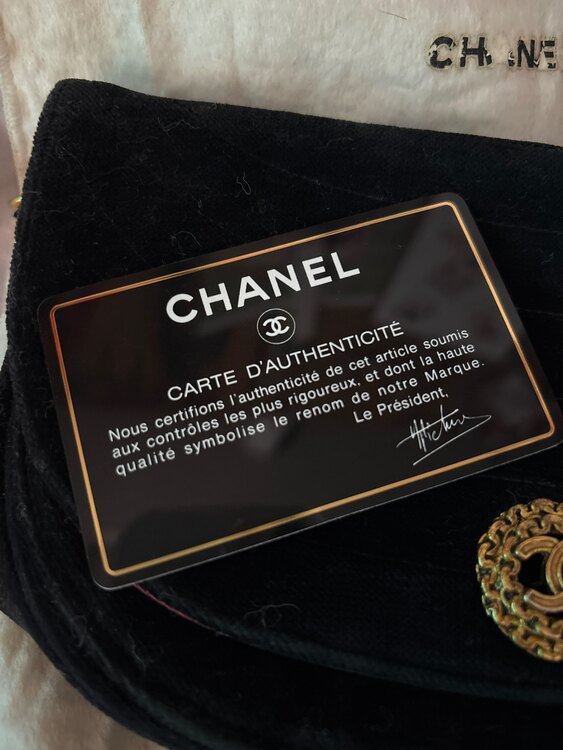 CHANEL
CHANEL
CARTE D'AUTHENTICITÉ
Nous certifions l'authenticité de cet article soumis
aux contrôles les plus rigoureux, et dont la haute
qualité symbolise le renom de notre Marque.
Le Président,